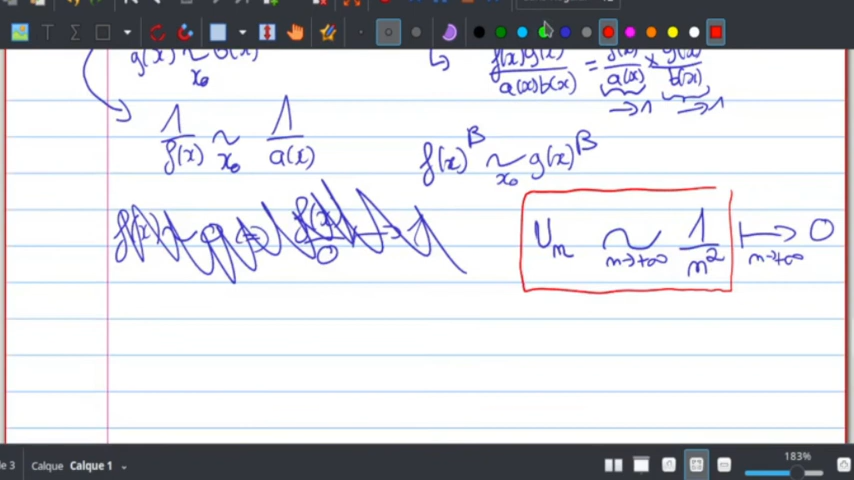 g(x) ~ b(x)
x₀
f(x)g(x) / a(x)b(x) = f(x)/a(x) × g(x)/b(x)
→1 →1
1/f(x) ~ 1/a(x)
x₀
f(x)^β ~ g(x)^β
x₀
Uₙ ~ 1/n² ⟼ 0
n→+∞ n→+∞
Calque Calque 1
183%